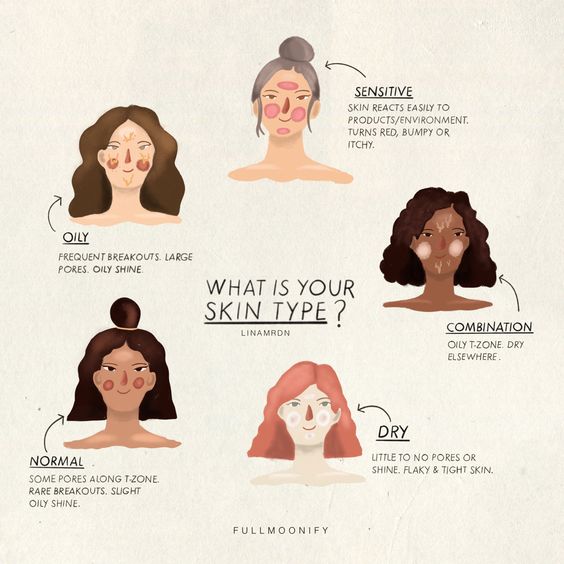 SENSITIVE
SKIN REACTS EASILY TO
PRODUCTS/ENVIRONMENT.
TURNS RED, BUMPY OR
ITCHY.
OILY
FREQUENT BREAKOUTS. LARGE
PORES. OILY SHINE.
WHAT IS YOUR
SKIN TYPE?
LINAMRDN
COMBINATION
OILY T-ZONE. DRY
ELSEWHERE.
NORMAL
SOME PORES ALONG T-ZONE.
RARE BREAKOUTS. SLIGHT
OILY SHINE.
DRY
LITTLE TO NO PORES OR
SHINE. FLAKY & TIGHT SKIN.
FULLMOONIFY